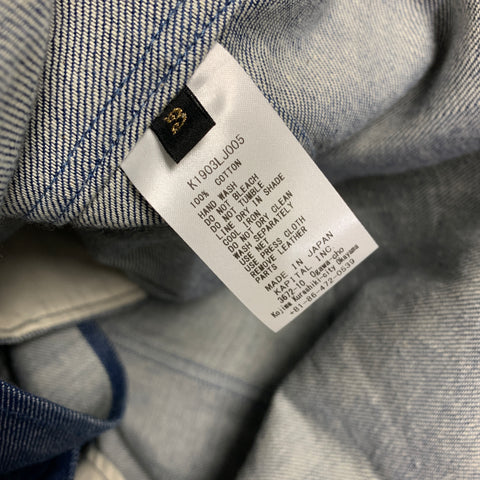 K1903LJ005
100% COTTON
HAND WASH
DO NOT BLEACH
DO NOT TUMBLE
LINE DRY IN SHADE
COOL IRON
DO NOT DRY CLEAN
WASH SEPARATELY
USE NET
USE PRESS CLOTH
REMOVE LEATHER
PARTS
MADE IN JAPAN
KAPITAL INC
3672-10, Ogawa-cho
Kojima Kurashiki-city Okayama
+81-86-472-0539